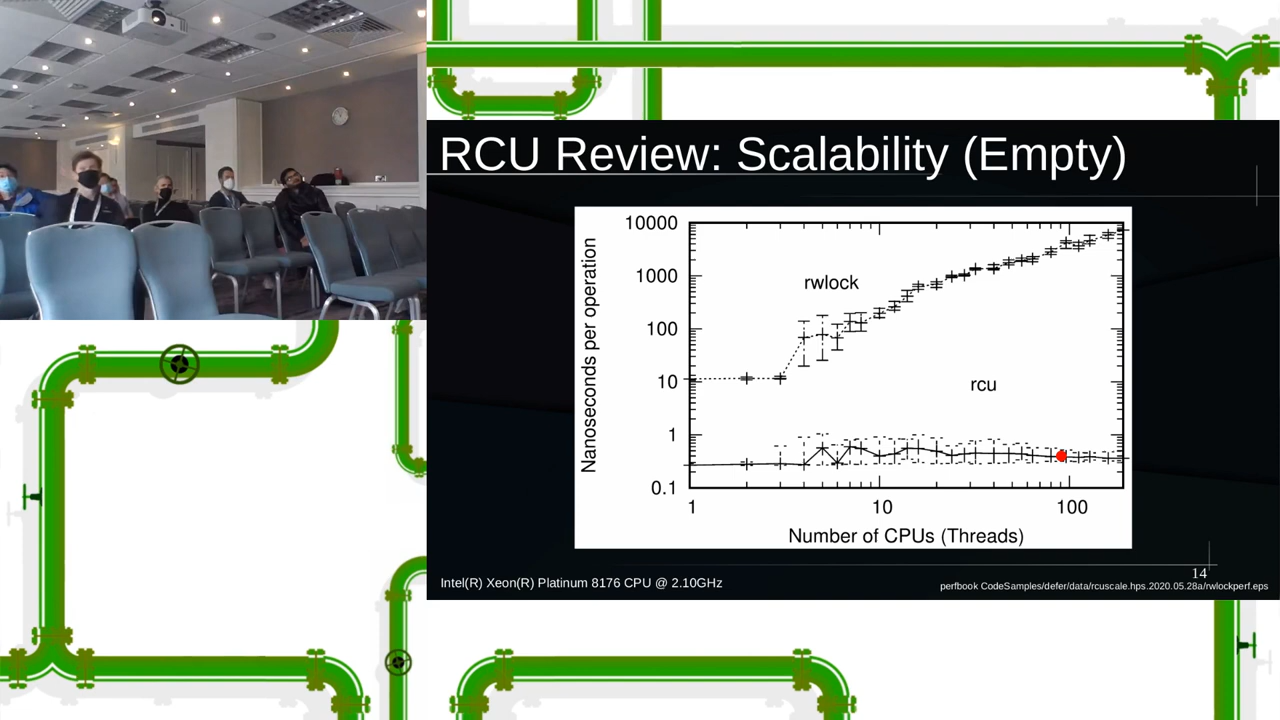 RCU Review: Scalability (Empty)
10000
1000
100
10
1
0.1
Nanoseconds per operation
rwlock
rcu
1
10
100
Number of CPUs (Threads)
14
Intel(R) Xeon(R) Platinum 8176 CPU @ 2.10GHz
perfbook CodeSamples/defer/data/rcuscale.hps.2020.05.28a/rwlockperf.eps